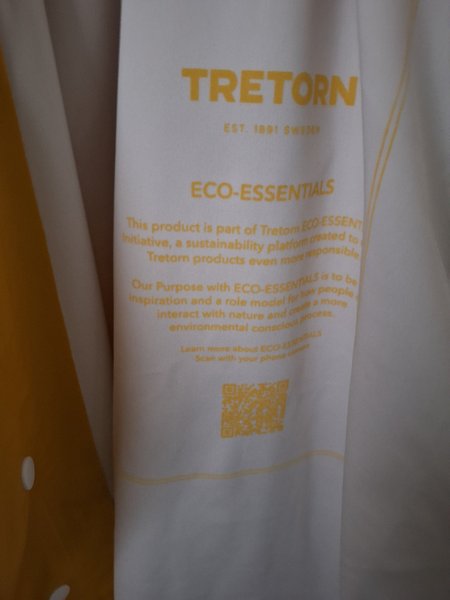 TRETORN
EST. 1891 SWEDEN
ECO-ESSENTIALS
This product is part of Tretorn ECO-ESSENT
Initiative, a sustainability platform created to
Tretorn products even more responsible
Our Purpose with ECO-ESSENTIALS is to be
inspiration and a role model for how people
interact with nature and create a more
environmental conscious process.
Learn more about ECO-ESSENTIALS
Scan with your phone camera